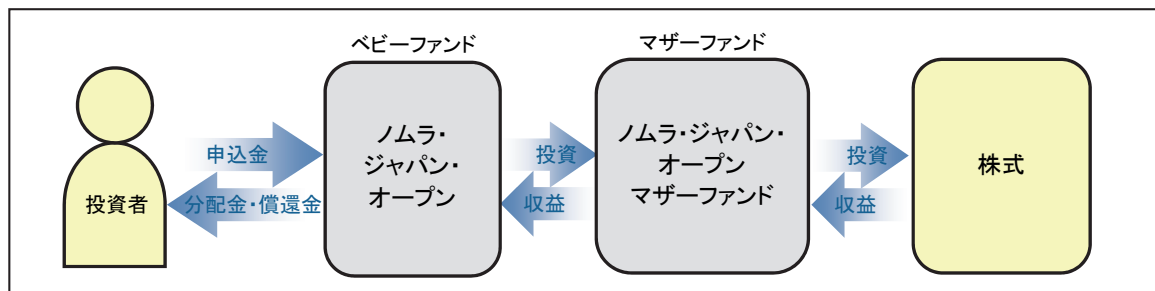 ベビーファンド
マザーファンド
投資者
申込金
分配金・償還金
ノムラ・
ジャパン・
オープン
投資
収益
ノムラ・ジャパン・
オープン
マザーファンド
投資
収益
株式